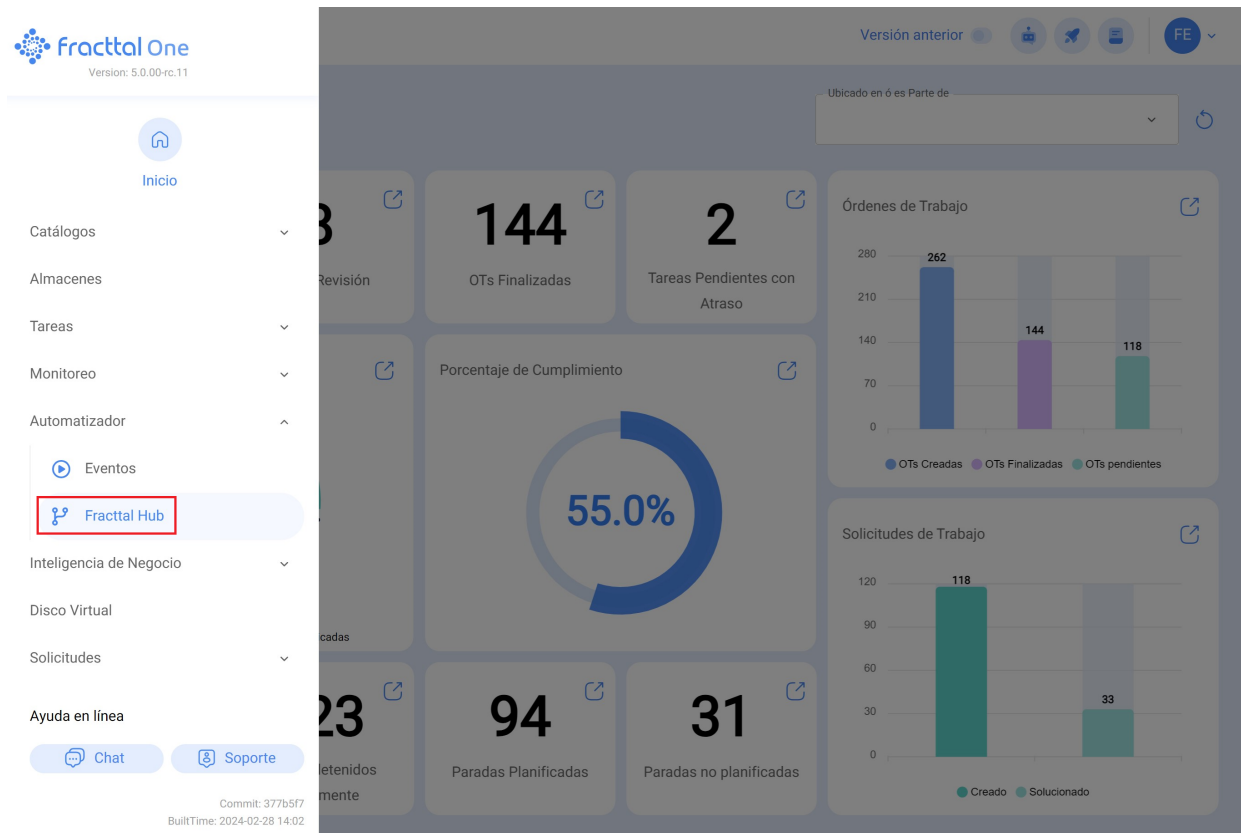 fracttal One
Version: 5.0.00-rc.11
Inicio
Catálogos
Almacenes
Tareas
Monitoreo
Automatizador
Eventos
Fracttal Hub
Inteligencia de Negocio
Disco Virtual
Solicitudes
Ayuda en línea
Chat
Soporte
Commit: 377b5f7
BuiltTime: 2024-02-28 14:02
Versión anterior
FE
Ubicado en ó es Parte de
Revisión
144
OTs Finalizadas
2
Tareas Pendientes con
Atraso
Órdenes de Trabajo
280
210
140
70
0
262
144
118
OTs Creadas
OTs Finalizadas
OTs pendientes
Porcentaje de Cumplimiento
55.0%
cadas
Solicitudes de Trabajo
120
90
60
30
0
118
33
Creado
Solucionado
23
mente
94
Paradas Planificadas
31
Paradas no planificadas